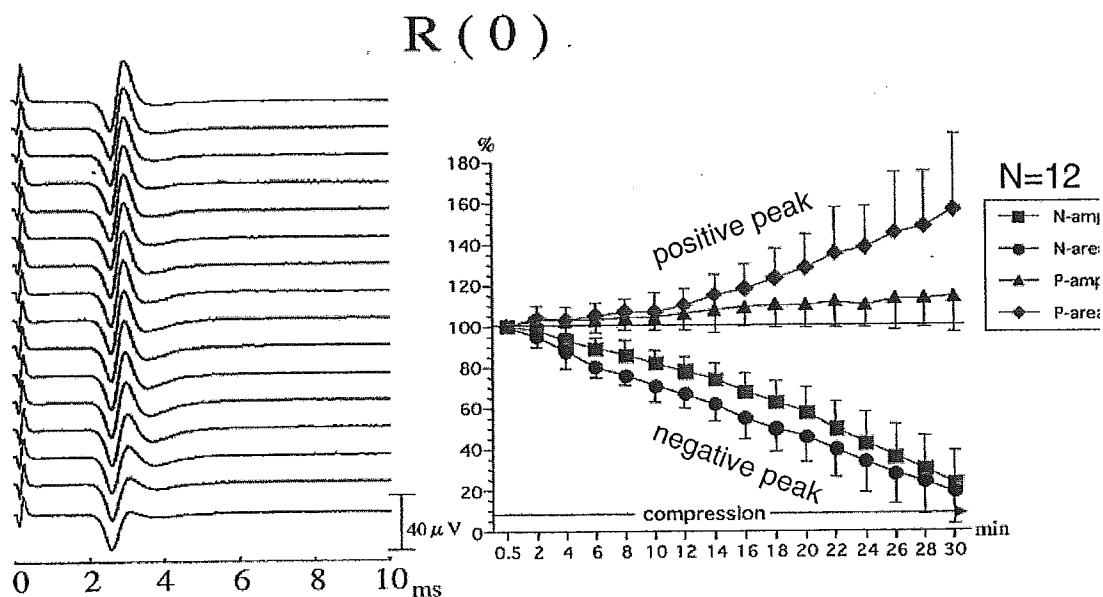 R ( 0 )
%
180
160
140
120
100
80
60
40
20
0
positive peak
negative peak
compression
0.5 2 4 6 8 10 12 14 16 18 20 22 24 26 28 30
min
N=12
N-amp
N-area
P-amp
P-area
40 μV
0 2 4 6 8 10 ms